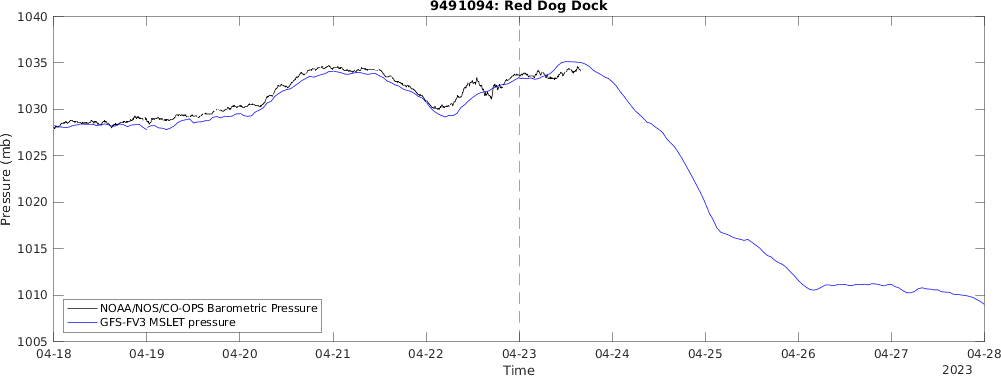 9491094: Red Dog Dock
Pressure (mb)
1040
1035
1030
1025
1020
1015
1010
1005
NOAA/NOS/CO-OPS Barometric Pressure
GFS-FV3 MSLET pressure
04-18 04-19 04-20 04-21 04-22 04-23 04-24 04-25 04-26 04-27 04-28
Time
2023